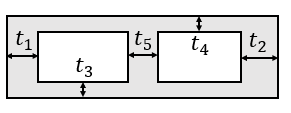 t₁ t₃ t₅ t₄ t₂